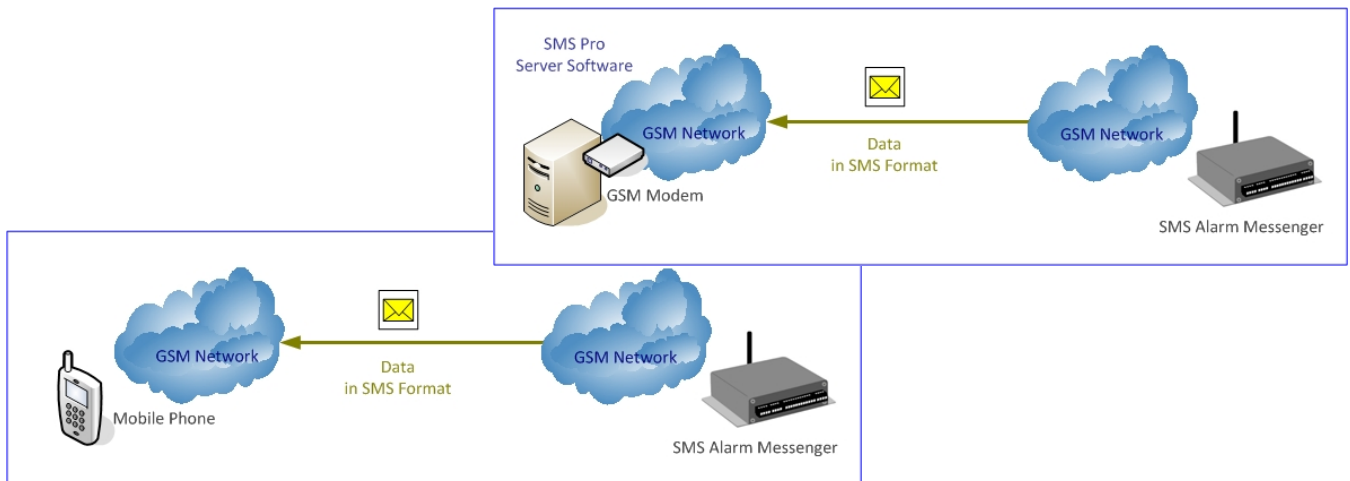 SMS Pro
Server Software
GSM Network
GSM Network
Data
in SMS Format
GSM Modem
SMS Alarm Messenger
GSM Network
GSM Network
Data
in SMS Format
Mobile Phone
SMS Alarm Messenger